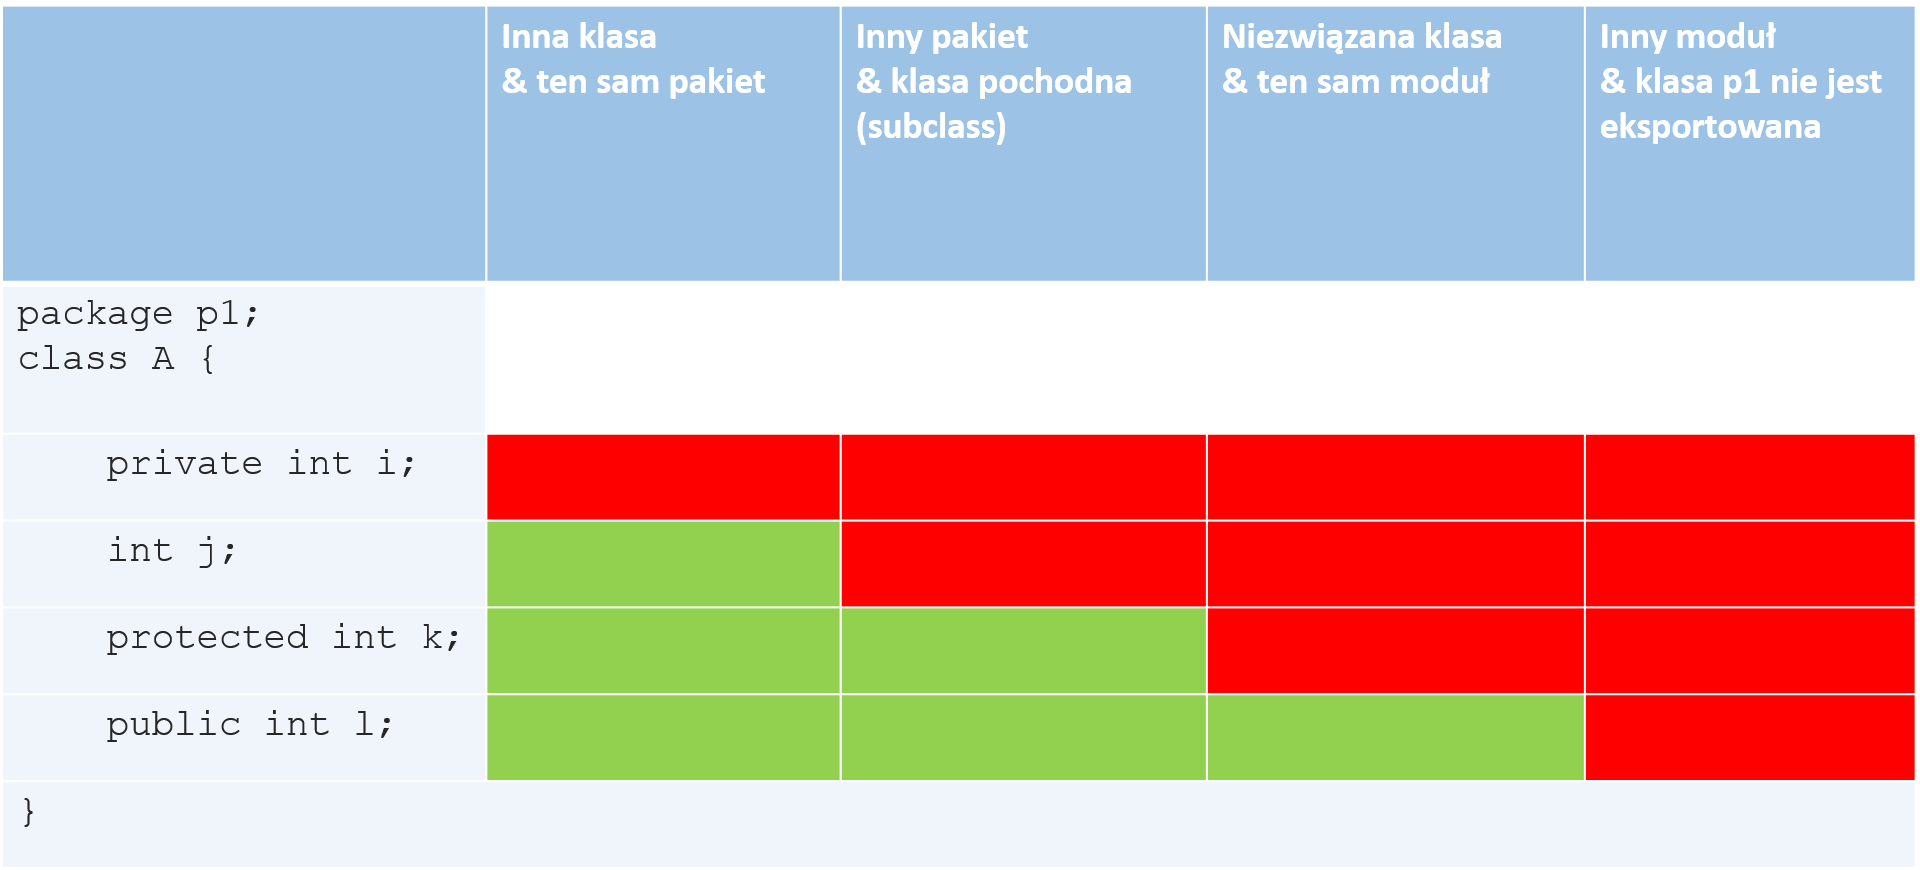 Inna klasa
& ten sam pakiet
Inny pakiet
& klasa pochodna
(subclass)
Niezwiązana klasa
& ten sam moduł
Inny moduł
& klasa p1 nie jest
eksportowana
package p1;
class A {
private int i;
int j;
protected int k;
public int l;
}